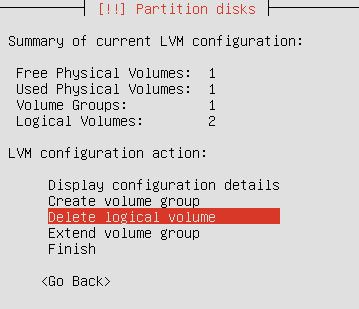 [!!] Partition disks
Summary of current LVM configuration:
Free Physical Volumes: 1
Used Physical Volumes: 1
Volume Groups: 1
Logical Volumes: 2
LVM configuration action:
Display configuration details
Create volume group
Delete logical volume
Extend volume group
Finish
<Go Back>